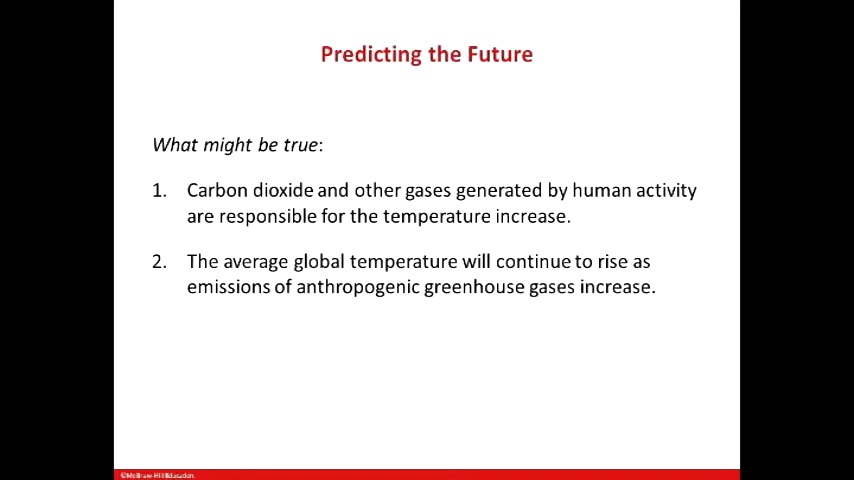 Predicting the Future
What might be true:
1. Carbon dioxide and other gases generated by human activity
are responsible for the temperature increase.
2. The average global temperature will continue to rise as
emissions of anthropogenic greenhouse gases increase.
©McGraw-Hill Education.